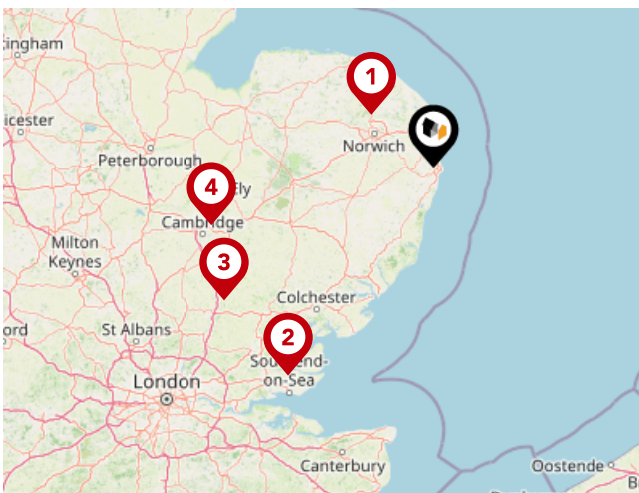 ingham
1
icester
Norwich
Peterborough
4
Ely
Cambridge
Milton
Keynes
3
Colchester
ord
St Albans
2
Southend-
on-Sea
London
Canterbury
Oostende
B